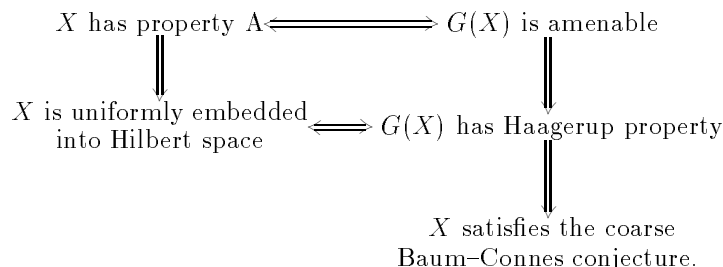 X has property A
G(X) is amenable
X is uniformly embedded
into Hilbert space
G(X) has Haagerup property
X satisfies the coarse
Baum–Connes conjecture.